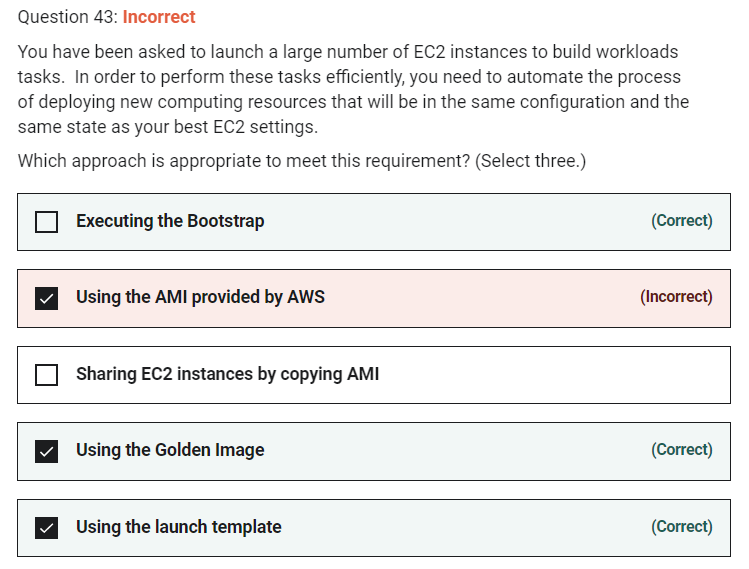 Question 43: Incorrect
You have been asked to launch a large number of EC2 instances to build workloads
tasks.  In order to perform these tasks efficiently, you need to automate the process
of deploying new computing resources that will be in the same configuration and the
same state as your best EC2 settings.
Which approach is appropriate to meet this requirement? (Select three.)
Executing the Bootstrap (Correct)
Using the AMI provided by AWS (Incorrect)
Sharing EC2 instances by copying AMI
Using the Golden Image (Correct)
Using the launch template (Correct)